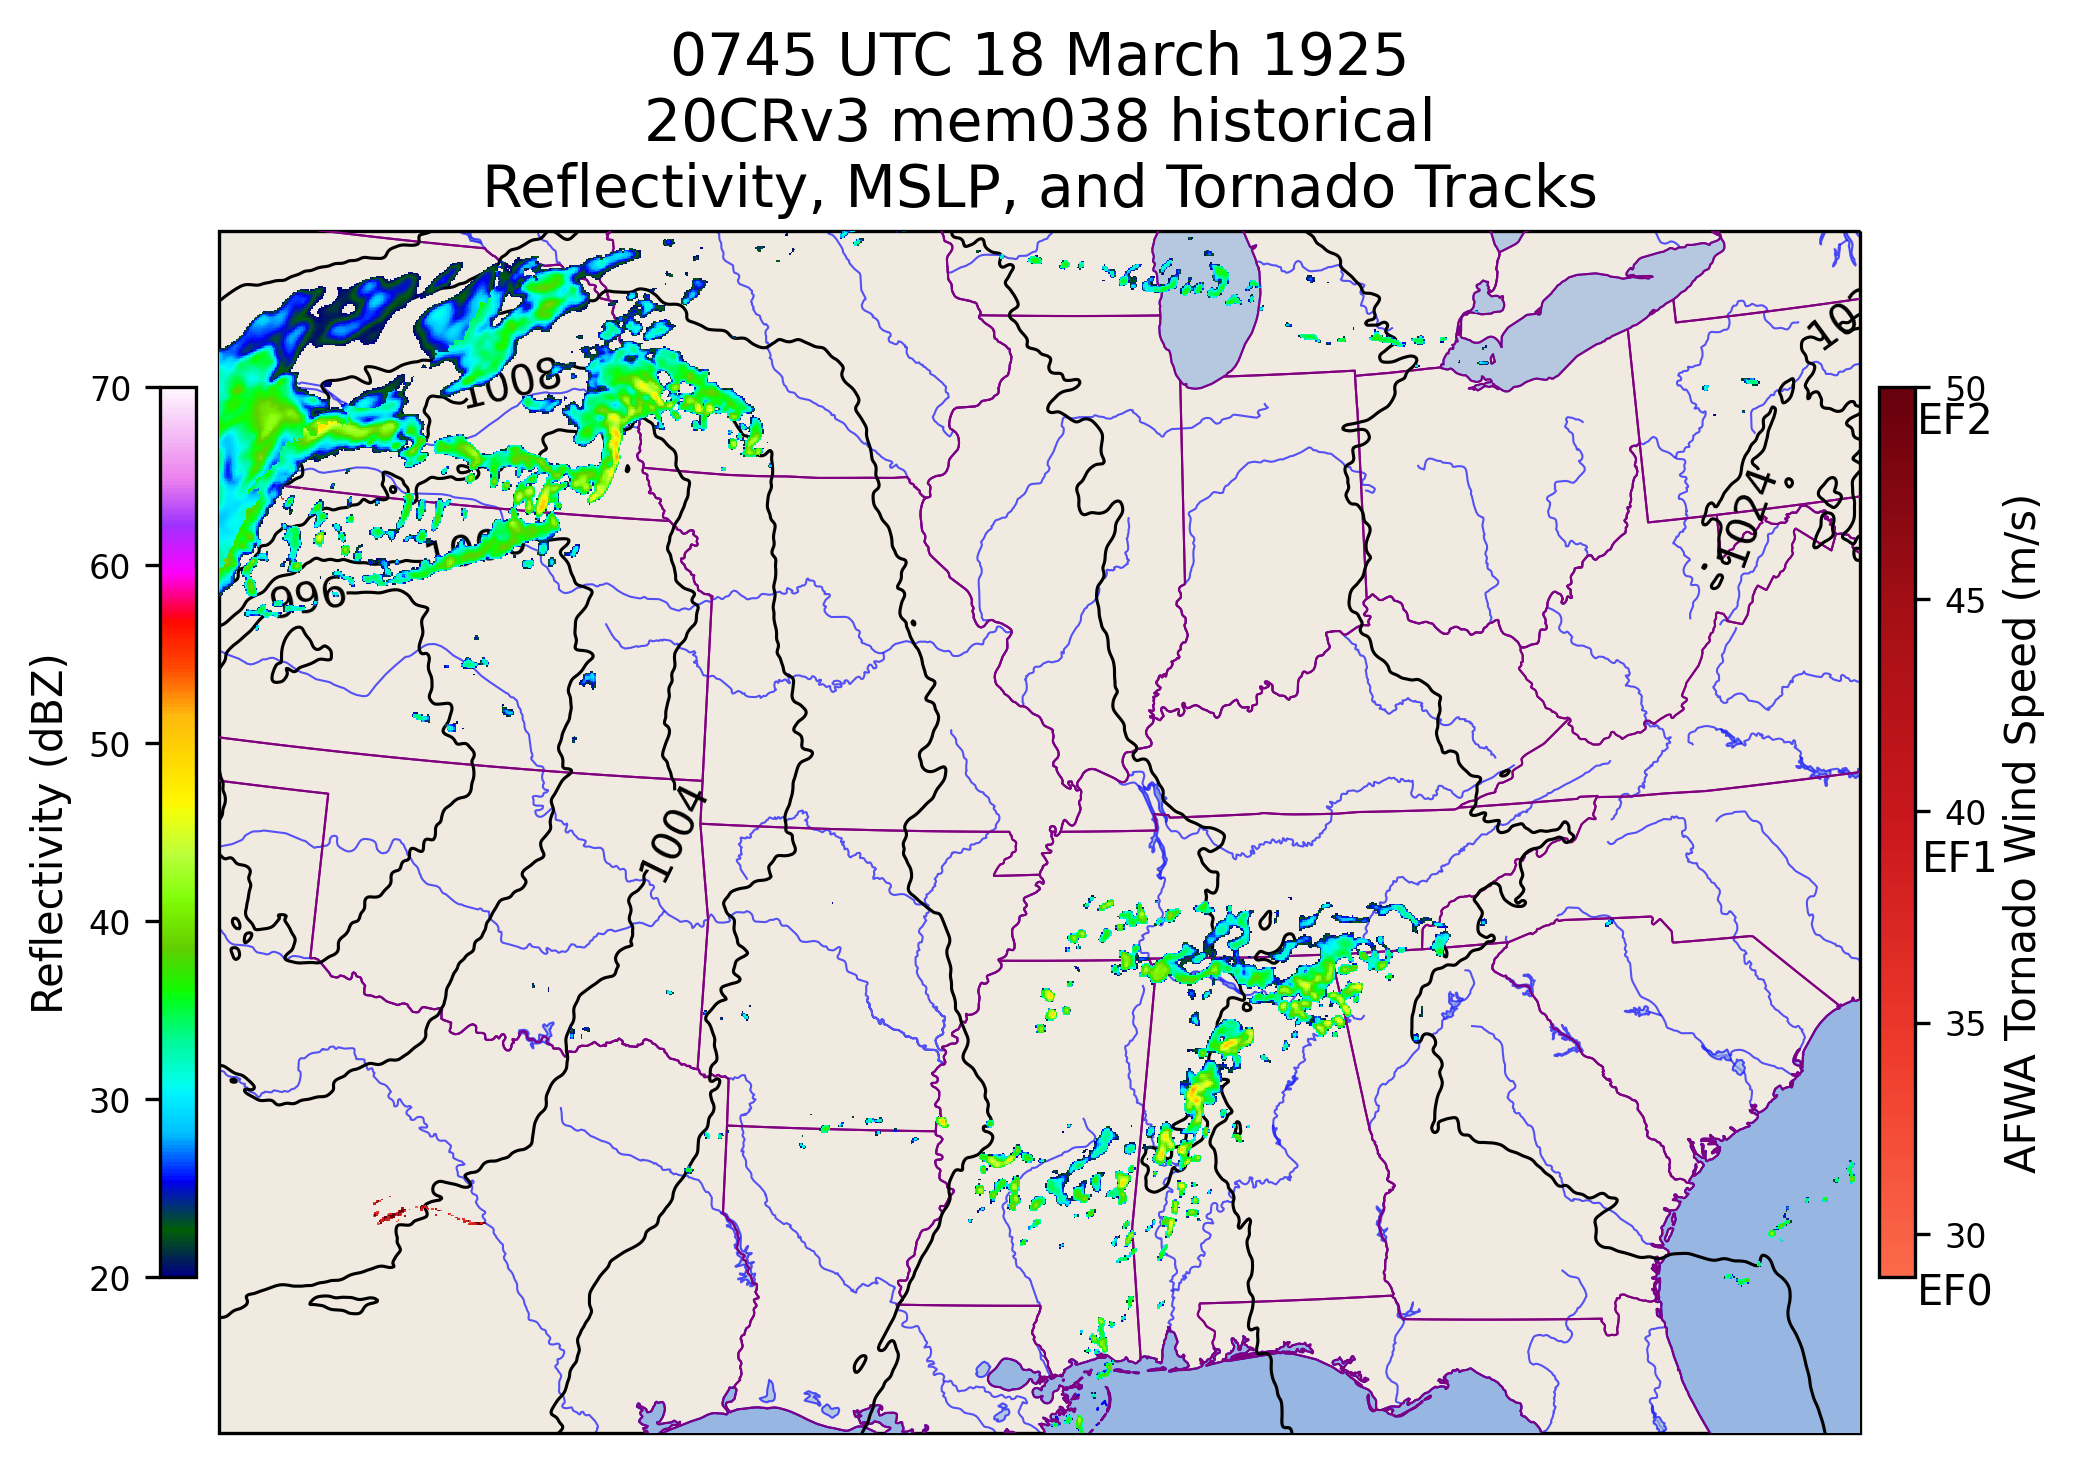 0745 UTC 18 March 1925
20CRv3 mem038 historical
Reflectivity, MSLP, and Tornado Tracks
1008
996
1004
1024
10
70
60
50
40
30
20
Reflectivity (dBZ)
50
EF2
45
40
EF1
35
30
EF0
AFWA Tornado Wind Speed (m/s)